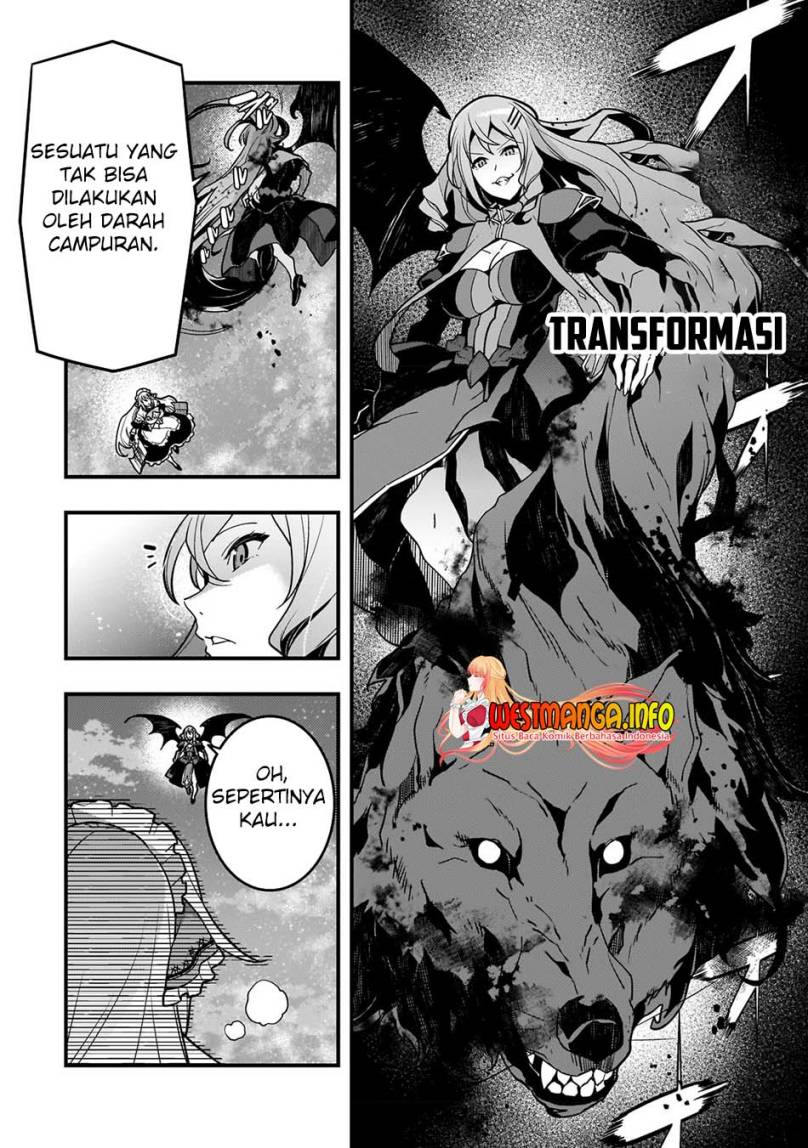 TRANSFORMASI
SESUATU YANG
TAK BISA
DILAKUKAN
OLEH DARAH
CAMPURAN.
OH,
SEPERTINYA
KAU...
WESTMANGA.INFO
Situs Baca Komik Berbahasa Indonesia